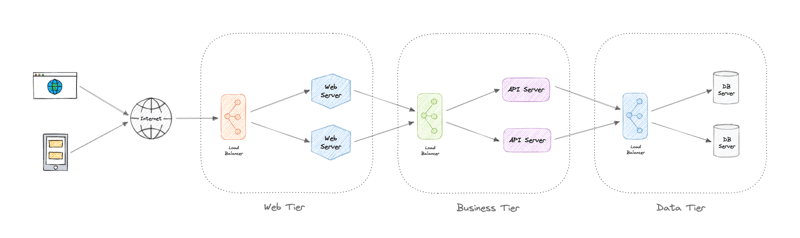 Internet
Load
Balancer
Web
Server
Web
Server
Web Tier
Load
Balancer
API Server
API Server
Business Tier
Load
Balancer
DB
Server
DB
Server
Data Tier